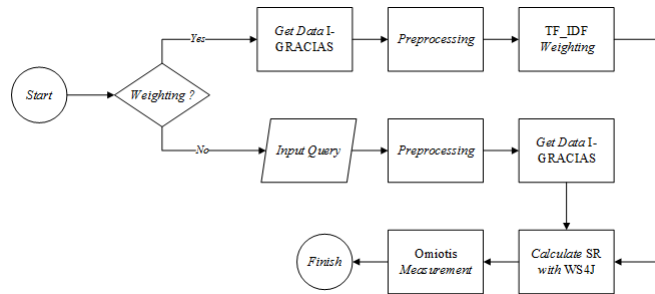 Yes
Get Data I-
GRACIAS
Preprocessing
TF_IDF
Weighting
Start
Weighting ?
No
Input Query
Preprocessing
Get Data I-
GRACIAS
Finish
Omiotis
Measurement
Calculate SR
with WS4J